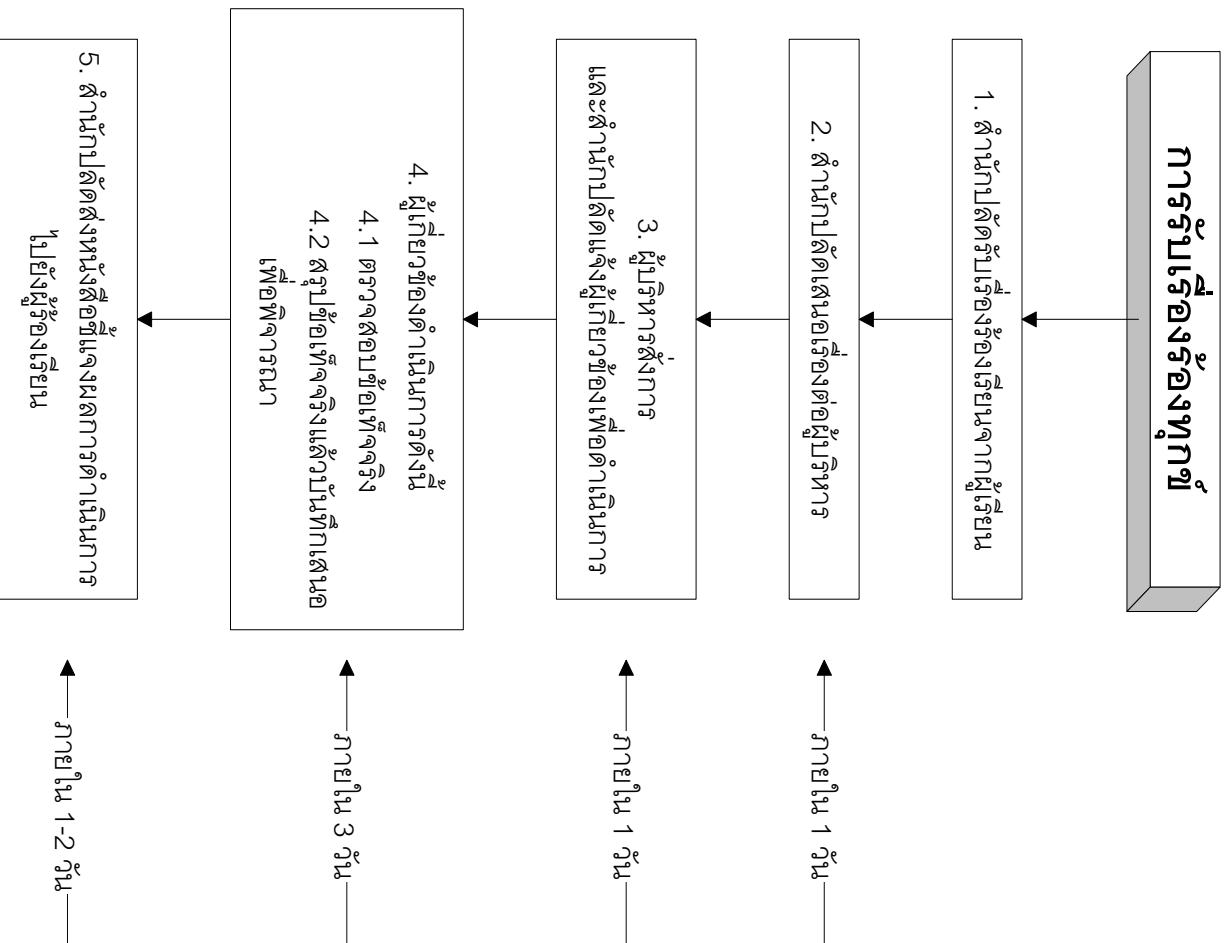 การรับเรื่องร้องทุกข์
1. สำนักปลัดรับเรื่องร้องเรียนจากผู้เรียน
2. สำนักปลัดเสนอเรื่องต่อผู้บริหาร
ภายใน 1 วัน
3. ผู้บริหารสั่งการ
และสำนักปลัดแจ้งผู้เกี่ยวข้องเพื่อดำเนินการ
ภายใน 1 วัน
4. ผู้เกี่ยวข้องดำเนินการดังนี้
4.1 ตรวจสอบข้อเท็จจริง
4.2 สรุปข้อเท็จจริงแล้วบันทึกเสนอ
เพื่อพิจารณา
ภายใน 3 วัน
5. สำนักปลัดส่งหนังสือชี้แจงผลการดำเนินการ
ไปยังผู้ร้องเรียน
ภายใน 1-2 วัน